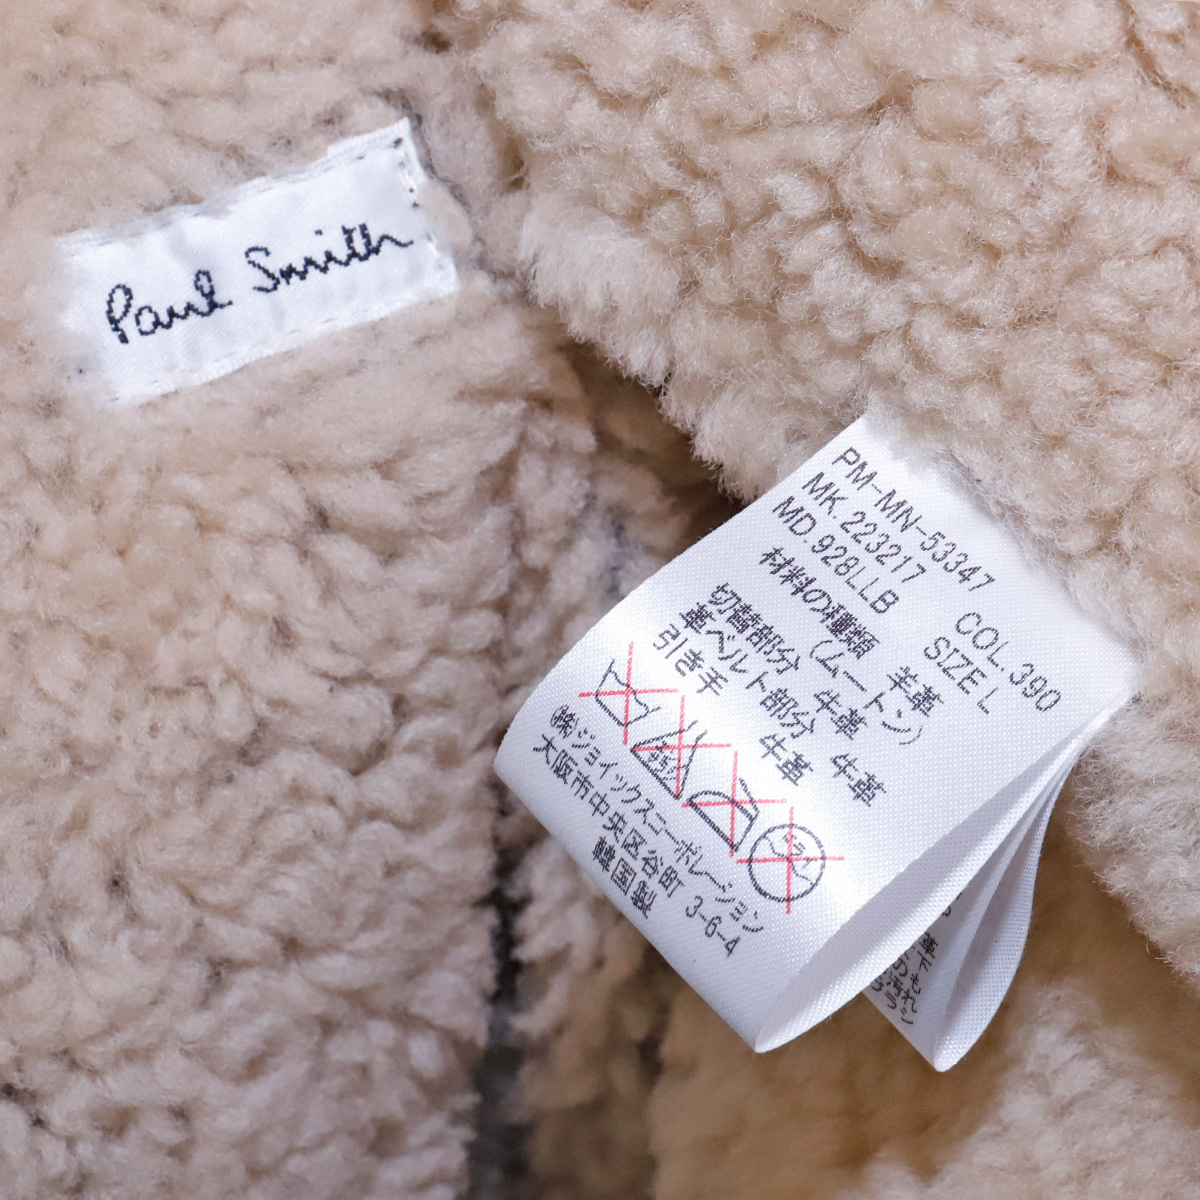 Paul Smith
PM-MN-53347
MK.223217 COL.390
MD.928LLB SIZE L
材料の種類 羊革
(ムートン)
切替部分 牛革
革ベルト部分 牛革
引き手 牛革
(株)ジョイックスコーポレーション
大阪市中央区谷町 3-6-4
韓国製